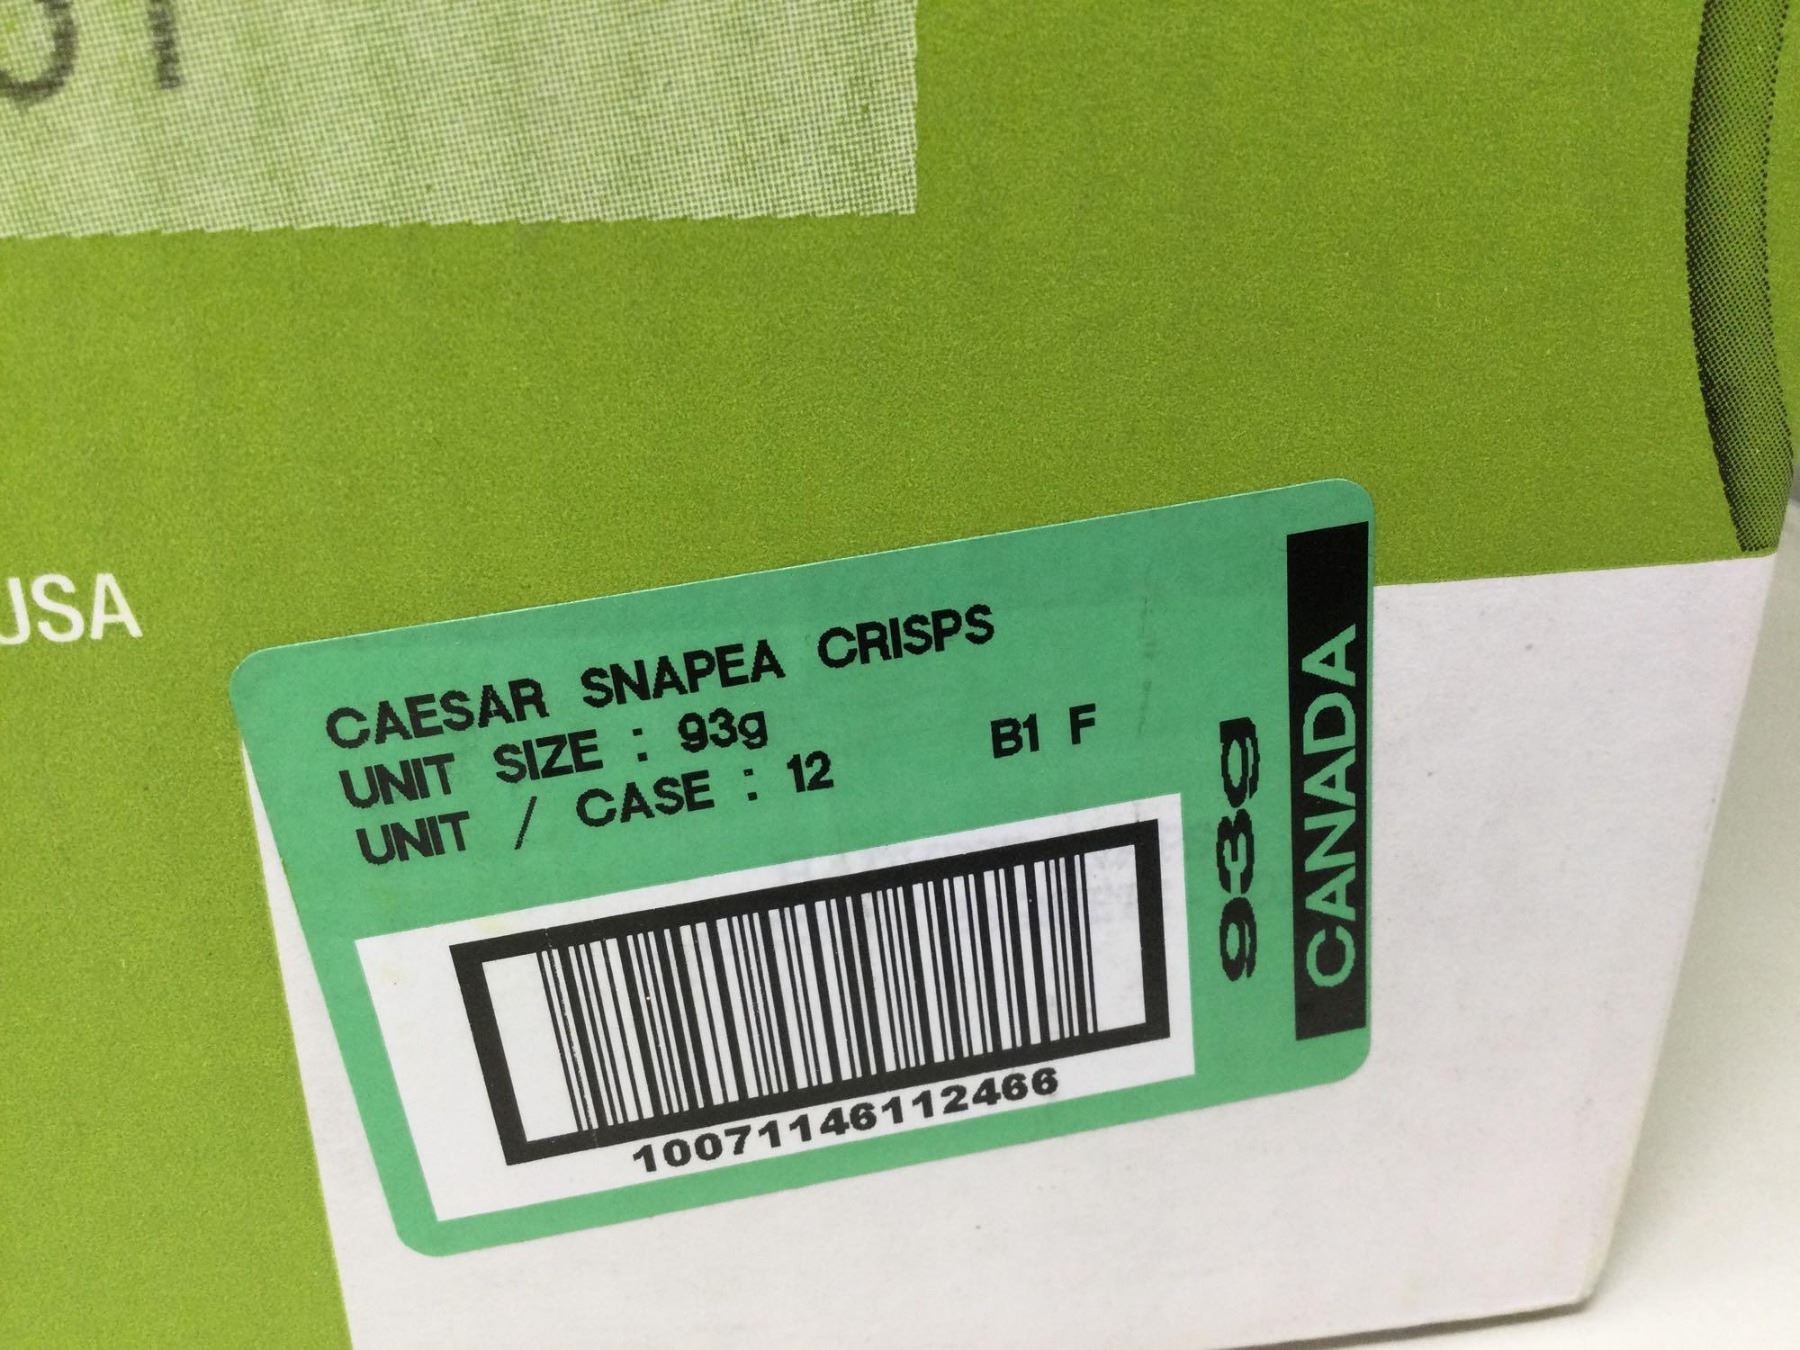 USA
CAESAR SNAPEA CRISPS
UNIT SIZE : 93g
UNIT / CASE : 12
B1 F
93g
CANADA
10071146112466